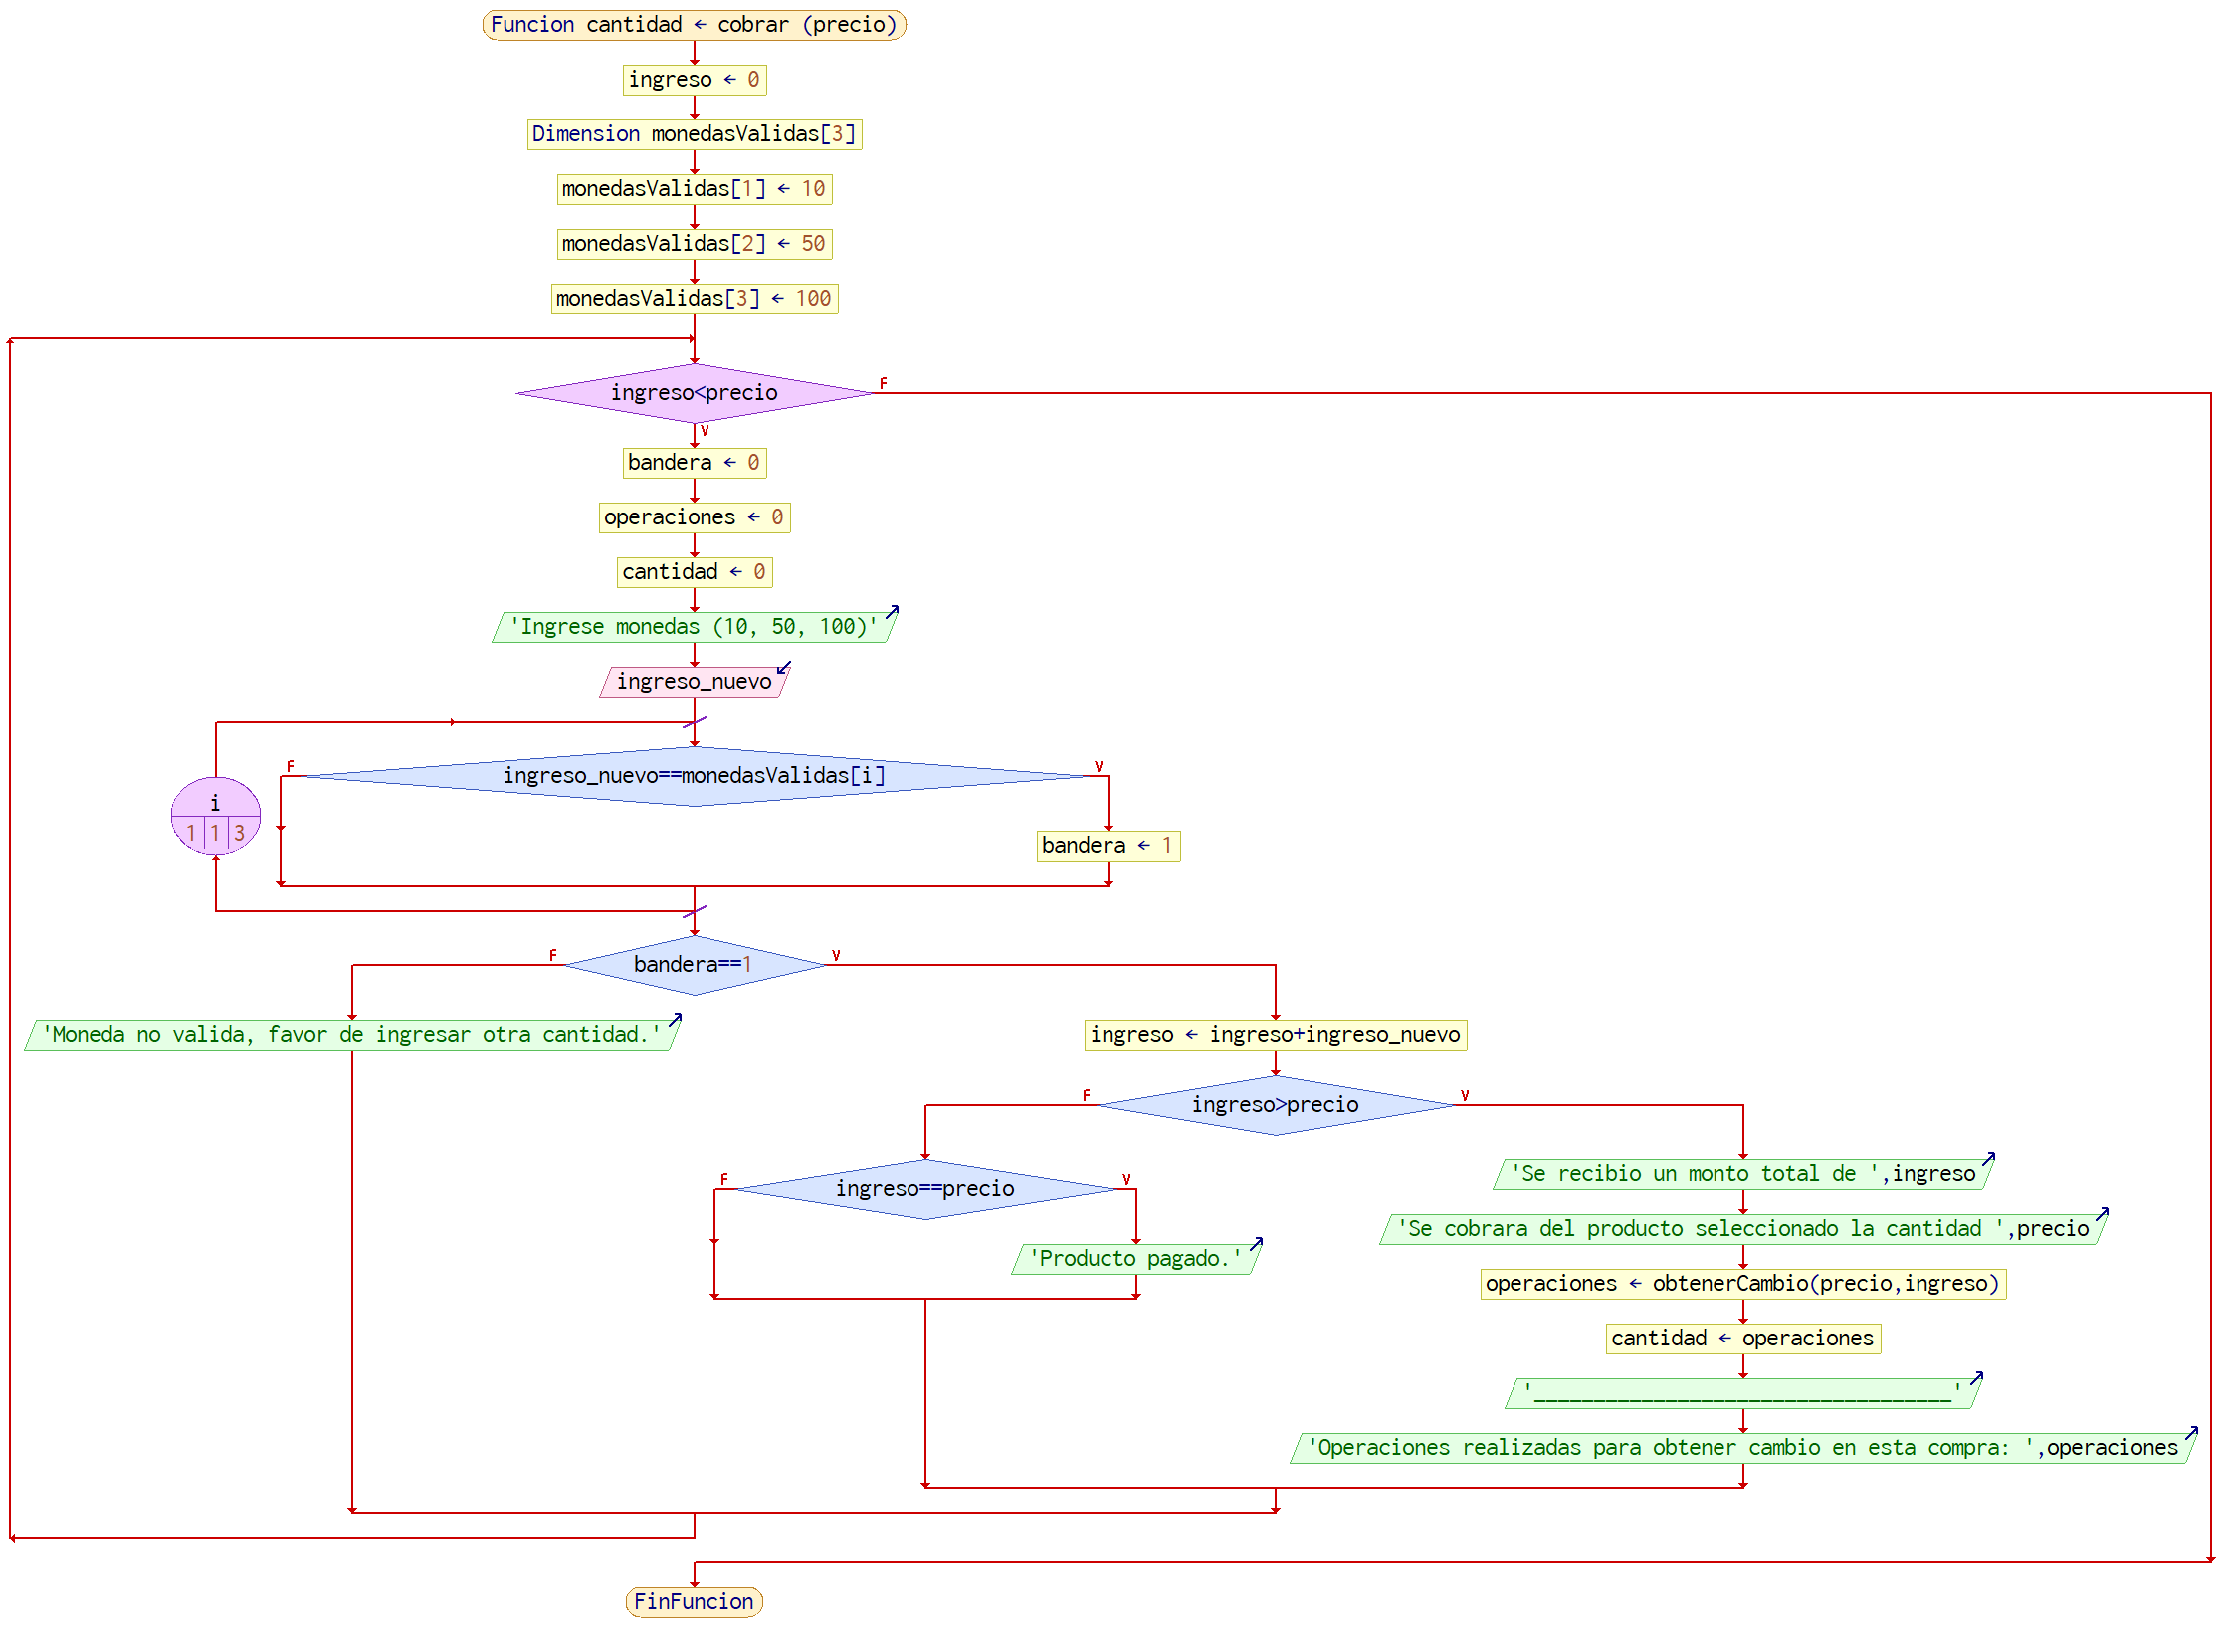 Funcion cantidad ← cobrar (precio)
ingreso ← 0
Dimension monedasValidas[3]
monedasValidas[1] ← 10
monedasValidas[2] ← 50
monedasValidas[3] ← 100
ingreso<precio
F
V
bandera ← 0
operaciones ← 0
cantidad ← 0
'Ingrese monedas (10, 50, 100)'
ingreso_nuevo
ingreso_nuevo==monedasValidas[i]
F
V
i
1 1 3
bandera ← 1
bandera==1
F
V
'Moneda no valida, favor de ingresar otra cantidad.'
ingreso ← ingreso+ingreso_nuevo
ingreso>precio
F
V
ingreso==precio
F
V
'Producto pagado.'
'Se recibio un monto total de ',ingreso
'Se cobrara del producto seleccionado la cantidad ',precio
operaciones ← obtenerCambio(precio,ingreso)
cantidad ← operaciones
'___________________________________'
'Operaciones realizadas para obtener cambio en esta compra: ',operaciones
FinFuncion